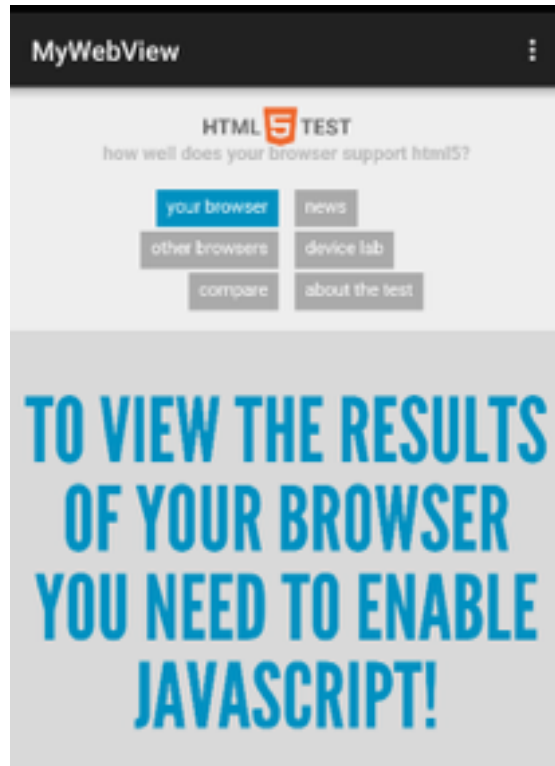 MyWebView
HTML 5 TEST
how well does your browser support html5?
your browser news
other browsers device lab
compare about the test
TO VIEW THE RESULTS
OF YOUR BROWSER
YOU NEED TO ENABLE
JAVASCRIPT!